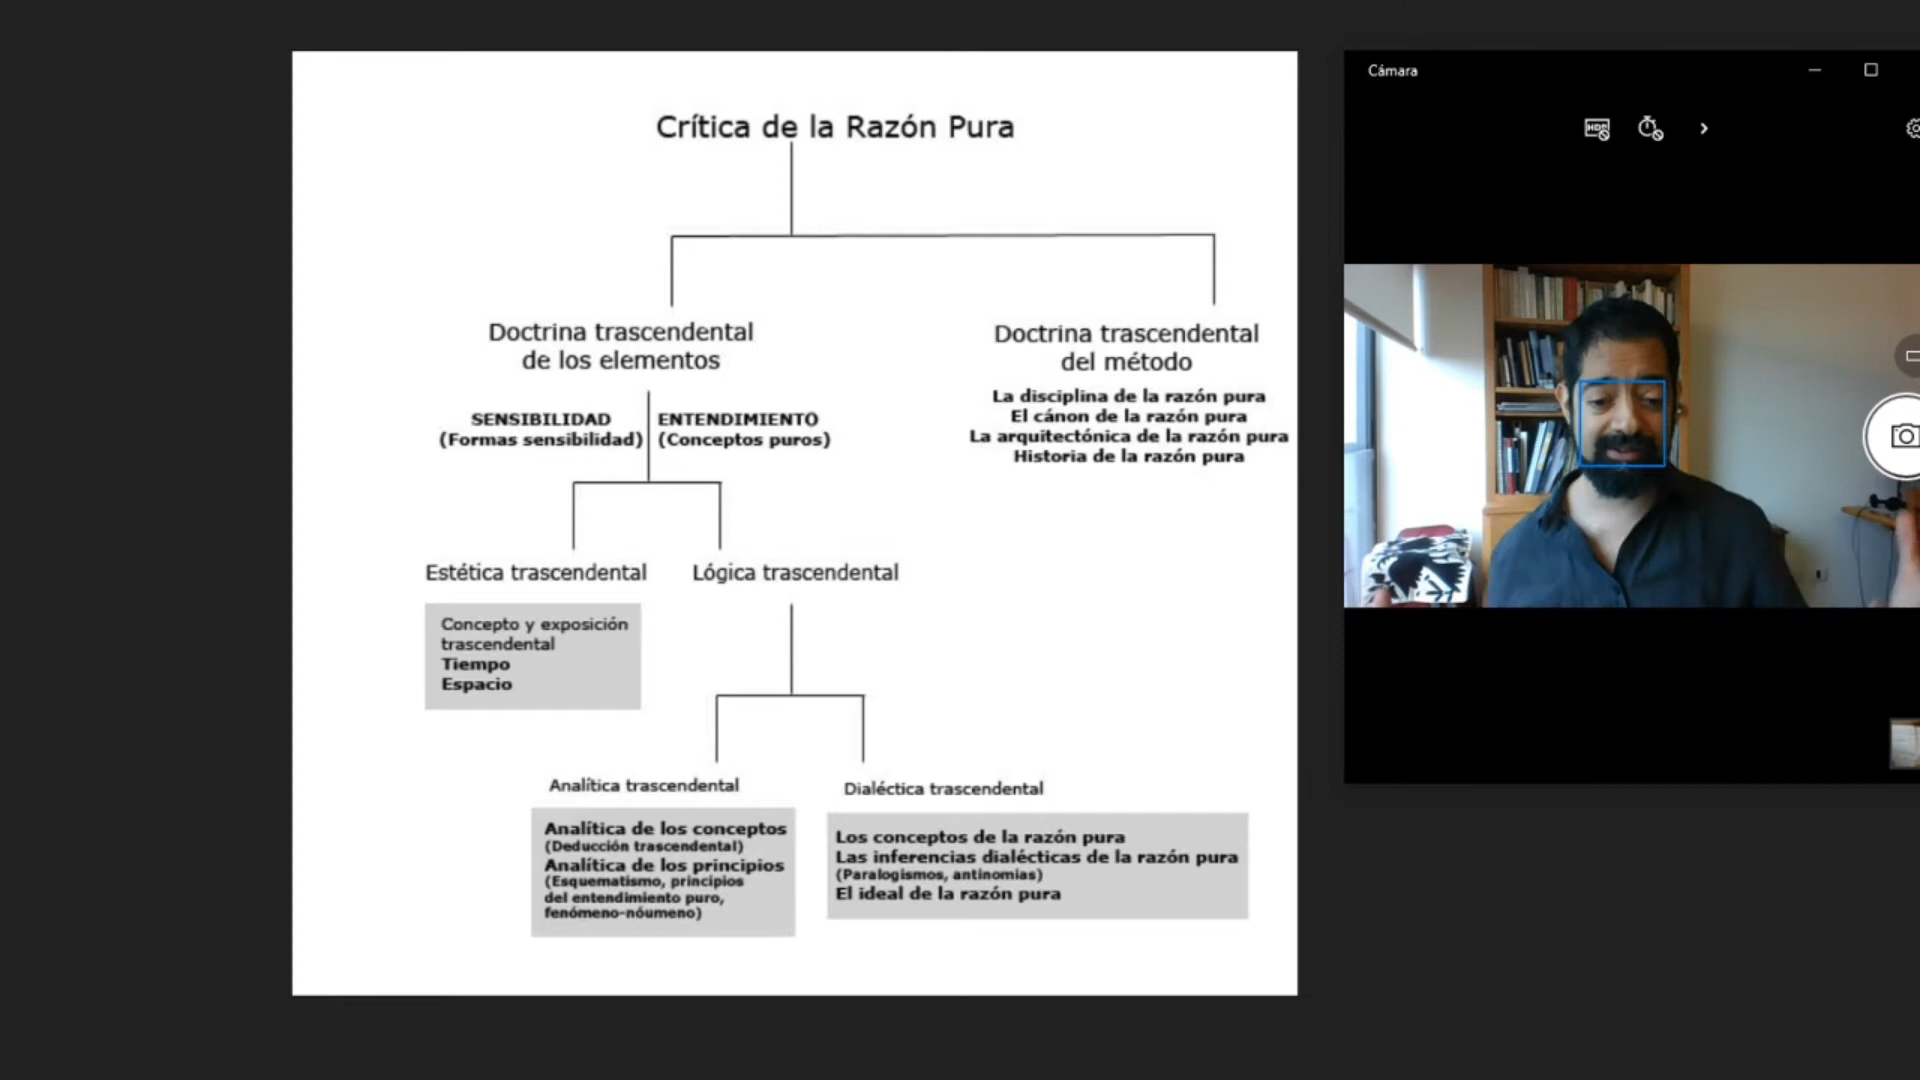 Crítica de la Razón Pura
Doctrina trascendental
de los elementos
SENSIBILIDAD
(Formas sensibilidad)
ENTENDIMIENTO
(Conceptos puros)
Doctrina trascendental
del método
La disciplina de la razón pura
El cánon de la razón pura
La arquitectónica de la razón pura
Historia de la razón pura
Estética trascendental
Concepto y exposición
trascendental
Tiempo
Espacio
Lógica trascendental
Analítica trascendental
Analítica de los conceptos
(Deducción trascendental)
Analítica de los principios
(Esquematismo, principios
del entendimiento puro,
fenómeno-nóumeno)
Dialéctica trascendental
Los conceptos de la razón pura
Las inferencias dialécticas de la razón pura
(Paralogismos, antinomias)
El ideal de la razón pura
Cámara
HDR